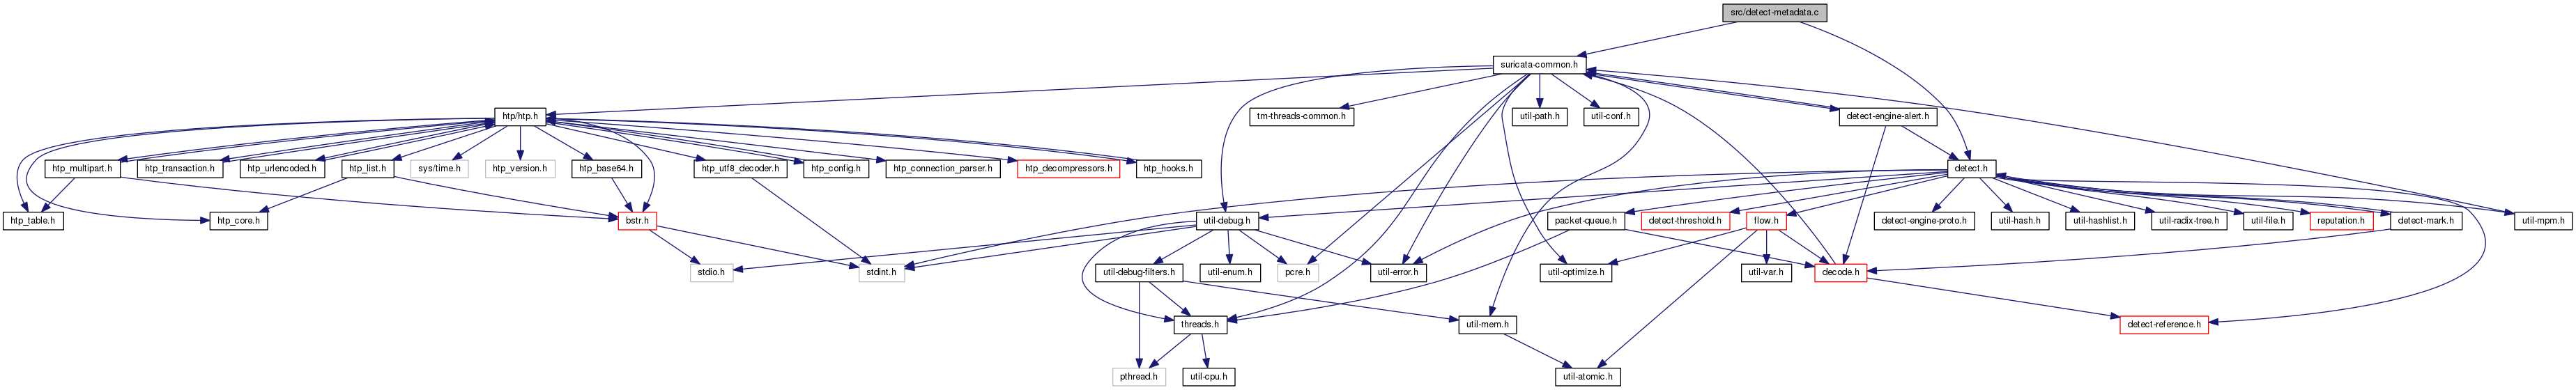 src/detect-metadata.c
suricata-common.h
htp/htp.h
tm-threads-common.h
util-path.h
util-conf.h
detect-engine-alert.h
htp_multipart.h
htp_transaction.h
htp_urlencoded.h
htp_list.h
sys/time.h
htp_version.h
htp_base64.h
htp_utf8_decoder.h
htp_config.h
htp_connection_parser.h
htp_decompressors.h
htp_hooks.h
detect.h
htp_table.h
htp_core.h
bstr.h
util-debug.h
packet-queue.h
detect-threshold.h
flow.h
detect-engine-proto.h
util-hash.h
util-hashlist.h
util-radix-tree.h
util-file.h
reputation.h
detect-mark.h
util-mpm.h
stdio.h
stdint.h
util-debug-filters.h
util-enum.h
pcre.h
util-error.h
util-optimize.h
util-var.h
decode.h
threads.h
util-mem.h
detect-reference.h
pthread.h
util-cpu.h
util-atomic.h